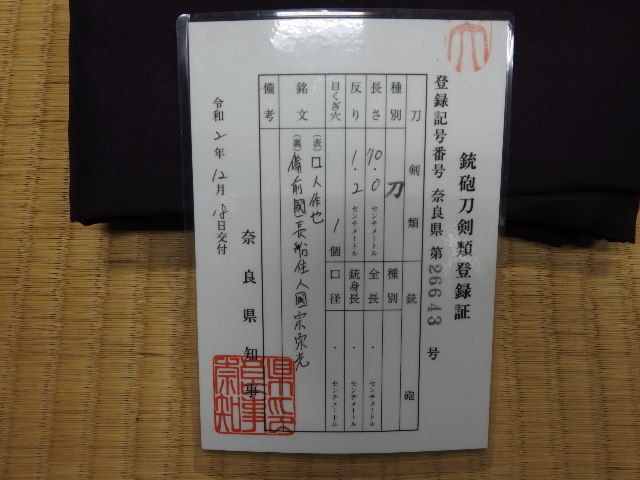 銃砲刀剣類登録証
登録記号番号 奈良県 第26643号
刀剣類
銃砲
種別 刀
種別
長さ 70.0 センチメートル
全長 . センチメートル
反り 1.2 センチメートル
銃身長 . センチメートル
目くぎ穴 1個
口径 . センチメートル
銘文
(表)口人作也
(裏)備前國長船住人國宗宗光
備考
令和2年12月18日交付
奈良県知事